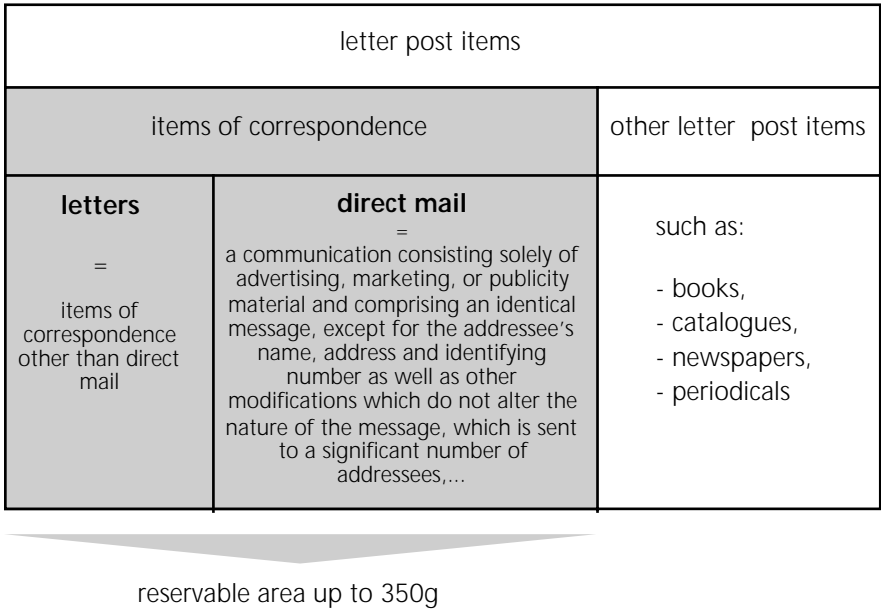 letter post items
items of correspondence
other letter post items
letters
=
items of
correspondence
other than direct
mail
direct mail
=
a communication consisting solely of
advertising, marketing, or publicity
material and comprising an identical
message, except for the addressee’s
name, address and identifying
number as well as other
modifications which do not alter the
nature of the message, which is sent
to a significant number of
addressees,...
such as:
- books,
- catalogues,
- newspapers,
- periodicals
reservable area up to 350g